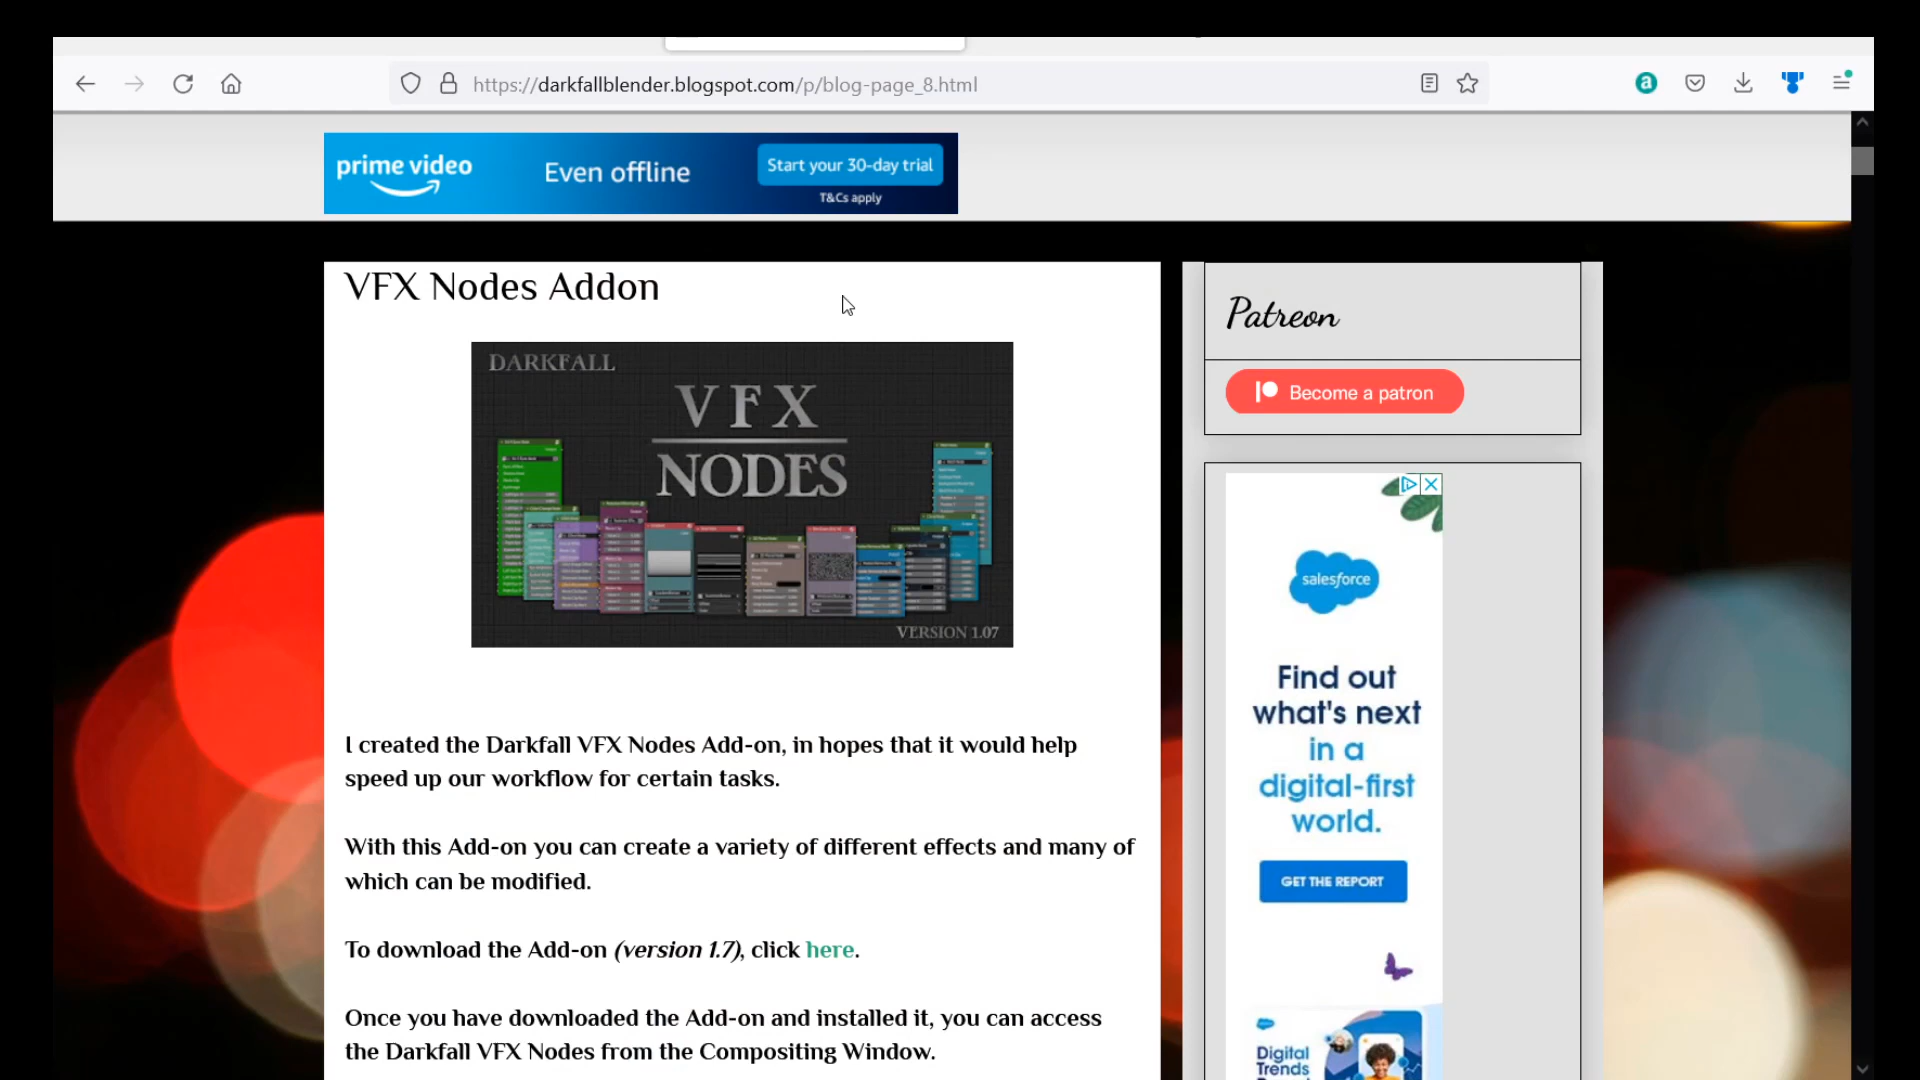 https://darkfallblender.blogspot.com/p/blog-page_8.html
prime video
Even offline
Start your 30-day trial
T&Cs apply
VFX Nodes Addon
DARKFALL
VFX
NODES
VERSION 1.07
I created the Darkfall VFX Nodes Add-on, in hopes that it would help
speed up our workflow for certain tasks.
With this Add-on you can create a variety of different effects and many of
which can be modified.
To download the Add-on (version 1.7), click here.
Once you have downloaded the Add-on and installed it, you can access
the Darkfall VFX Nodes from the Compositing Window.
Patreon
Become a patron
salesforce
Find out
what's next
in a
digital-first
world.
GET THE REPORT
Digital
Trends